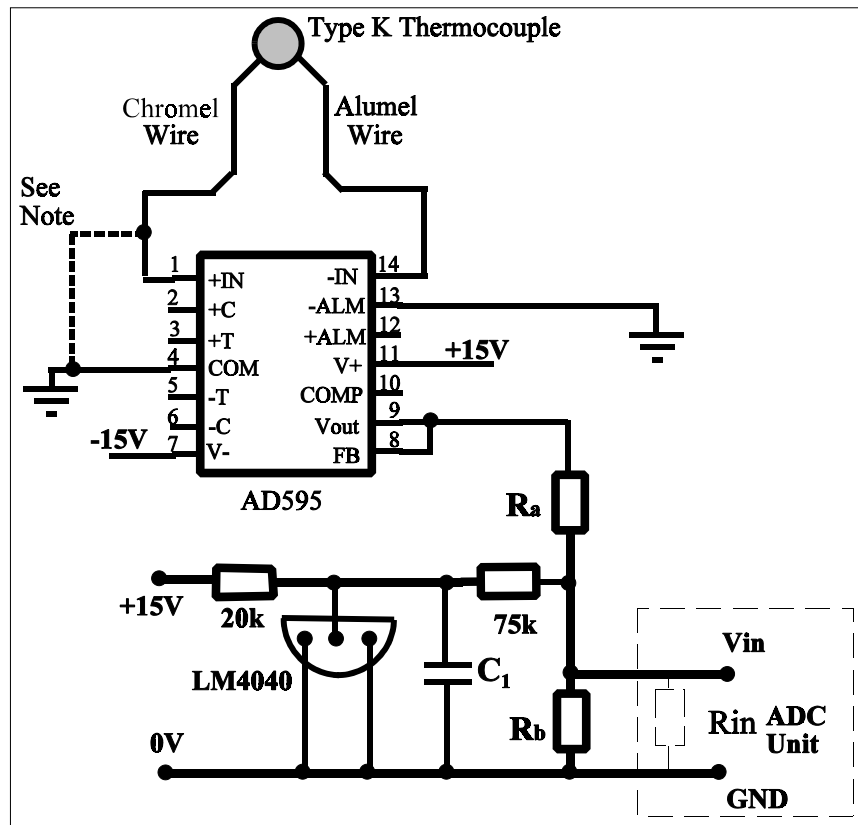 Type K Thermocouple
Chromel
Wire
Alumel
Wire
See
Note
1
+IN
-IN
14
2
+C
-ALM
13
3
+T
+ALM
12
4
COM
V+
11
+15V
5
-T
COMP
10
6
-C
Vout
9
-15V
7
V-
FB
8
AD595
Ra
+15V
20k
75k
LM4040
C1
Vin
Rb
Rin
ADC
Unit
0V
GND